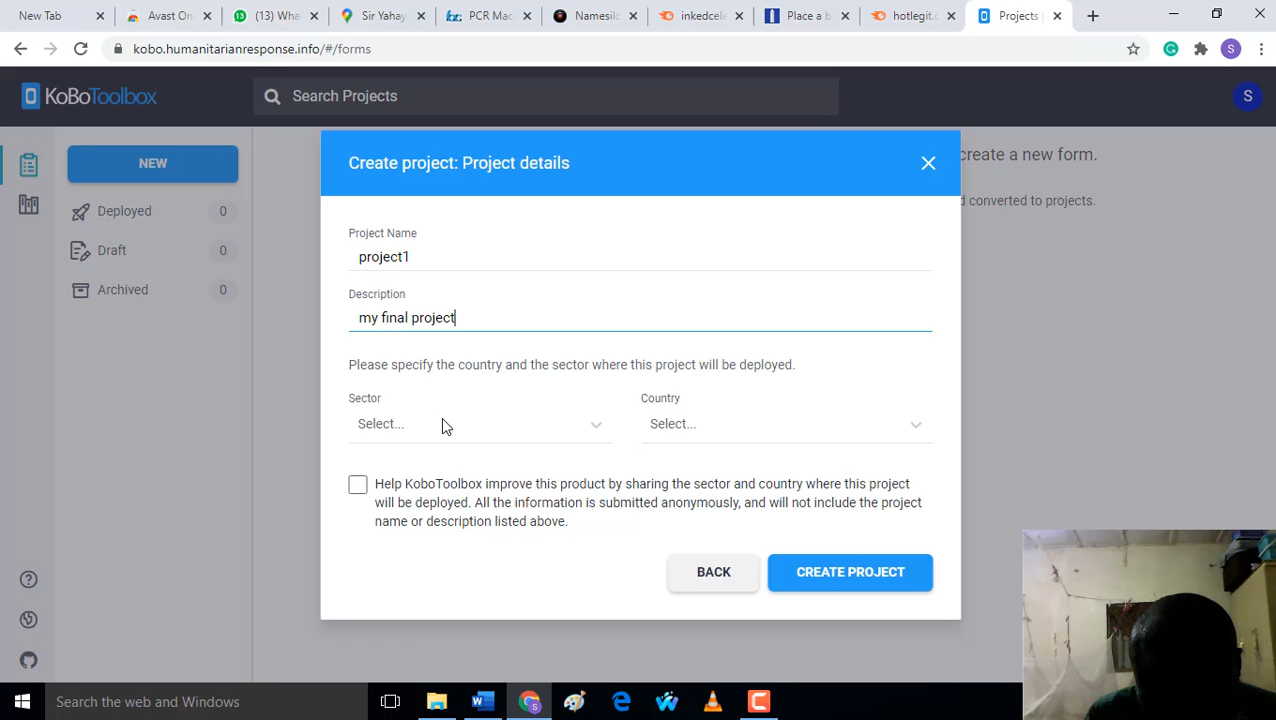 New Tab
Avast On
(13) Wha
Sir Yahay
PCR Mac
Namesilo
inkedcele
Place a b
hotlegit.c
Projects |
kobo.humanitarianresponse.info/#/forms
S
KoBoToolbox
Search Projects
S
NEW
Deployed
0
Draft
0
Archived
0
create a new form.
d converted to projects.
Create project: Project details
Project Name
project1
Description
my final project
Please specify the country and the sector where this project will be deployed.
Sector
Country
Select...
Select...
Help KoboToolbox improve this product by sharing the sector and country where this project
will be deployed. All the information is submitted anonymously, and will not include the project
name or description listed above.
BACK
CREATE PROJECT
Search the web and Windows